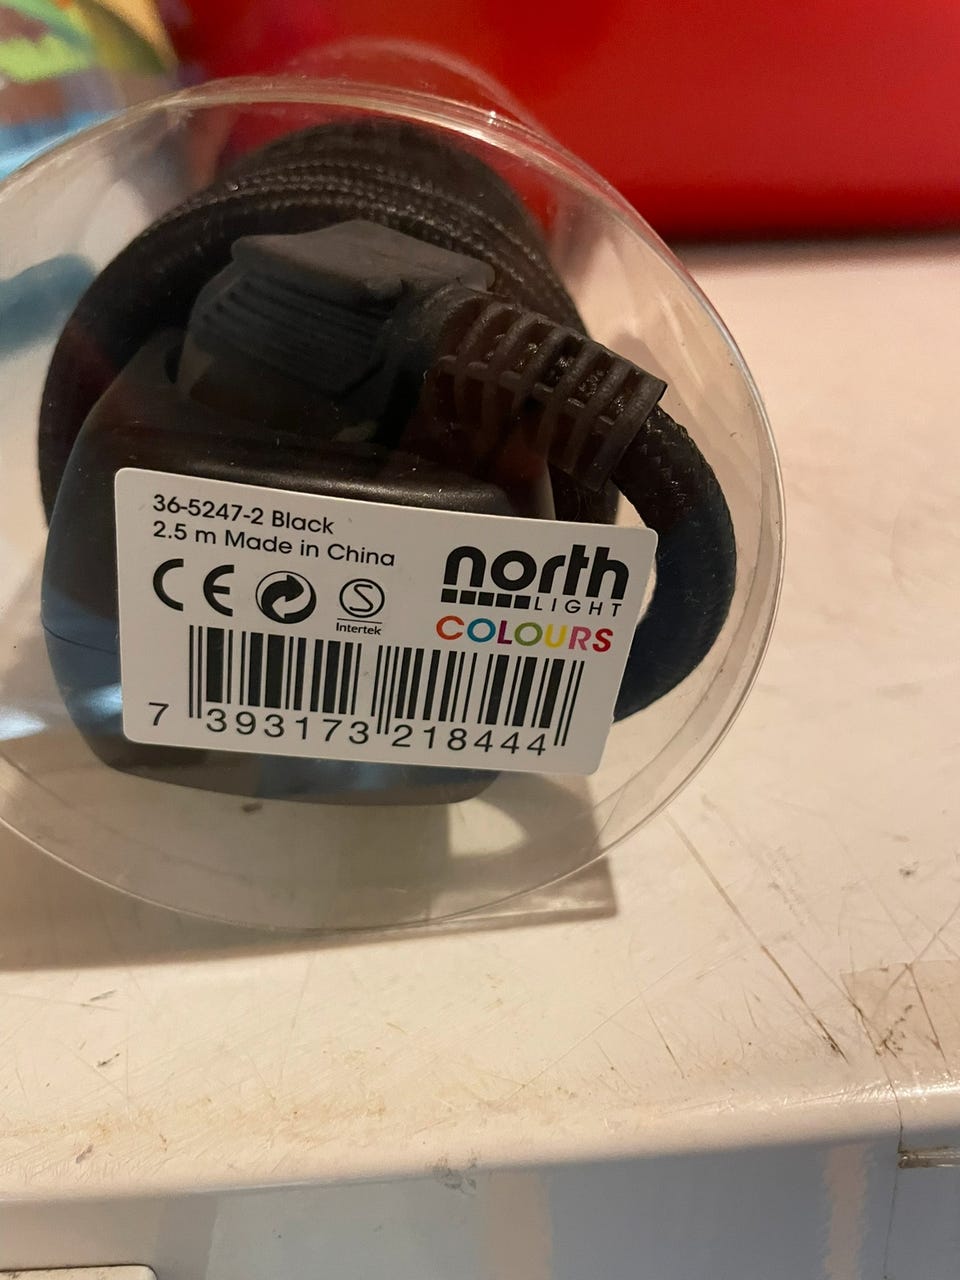 36-5247-2 Black
2.5 m Made in China
CE
S
Intertek
north
LIGHT
COLOURS
7 393173 218444